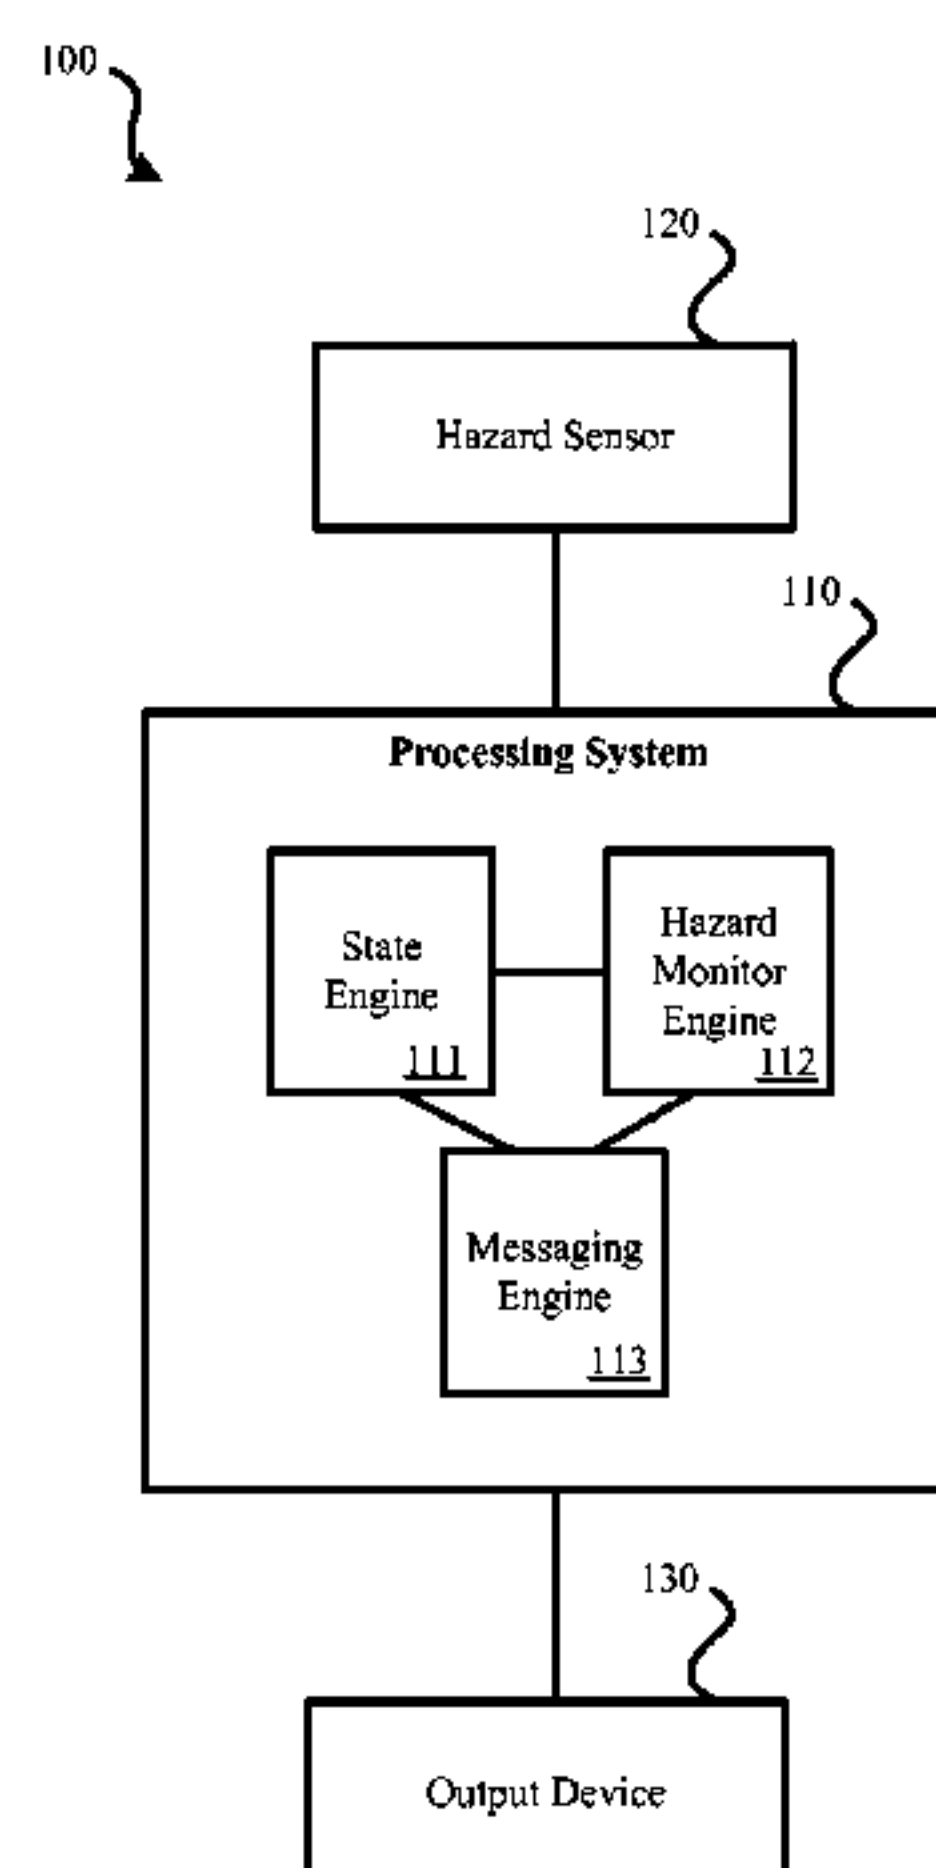 100
120
Hazard Sensor
110
Processing System
State
Engine
111
Hazard
Monitor
Engine
112
Messaging
Engine
113
130
Output Device